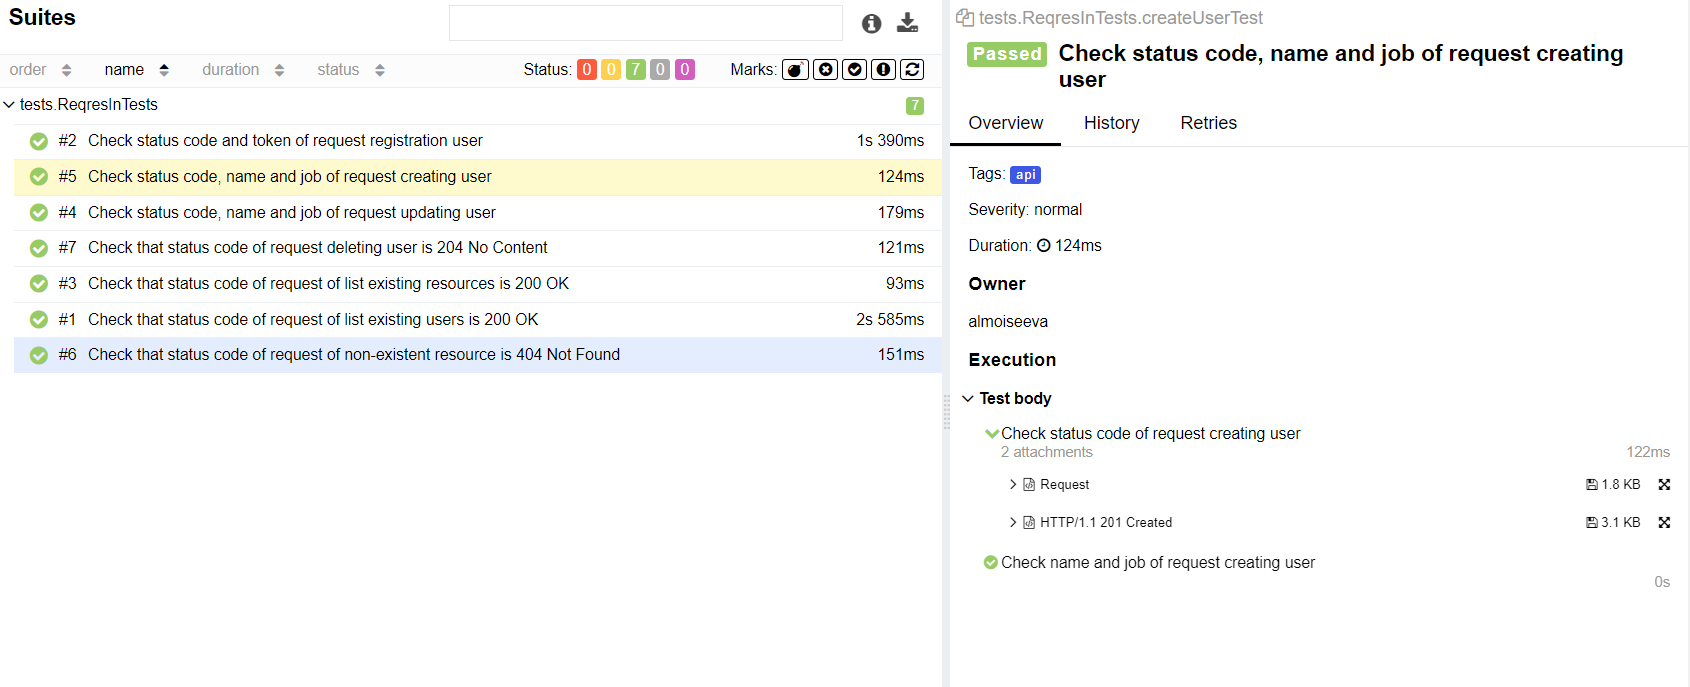 Suites
order name duration status Status: 0 0 7 0 0 Marks:
tests.ReqresInTests 7
#2 Check status code and token of request registration user 1s 390ms
#5 Check status code, name and job of request creating user 124ms
#4 Check status code, name and job of request updating user 179ms
#7 Check that status code of request deleting user is 204 No Content 121ms
#3 Check that status code of request of list existing resources is 200 OK 93ms
#1 Check that status code of request of list existing users is 200 OK 2s 585ms
#6 Check that status code of request of non-existent resource is 404 Not Found 151ms
tests.ReqresInTests.createUserTest
Passed Check status code, name and job of request creating
user
Overview History Retries
Tags: api
Severity: normal
Duration: 124ms
Owner
almoiseeva
Execution
Test body
Check status code of request creating user
2 attachments 122ms
Request 1.8 KB
HTTP/1.1 201 Created 3.1 KB
Check name and job of request creating user
0s